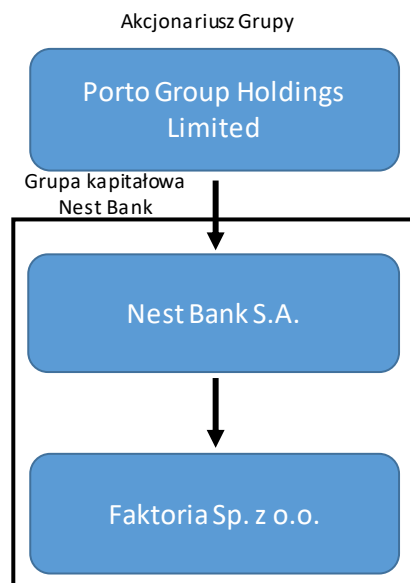 Akcjonariusz Grupy
Porto Group Holdings
Limited
Grupa kapitałowa
Nest Bank
Nest Bank S.A.
Faktoria Sp. z o.o.